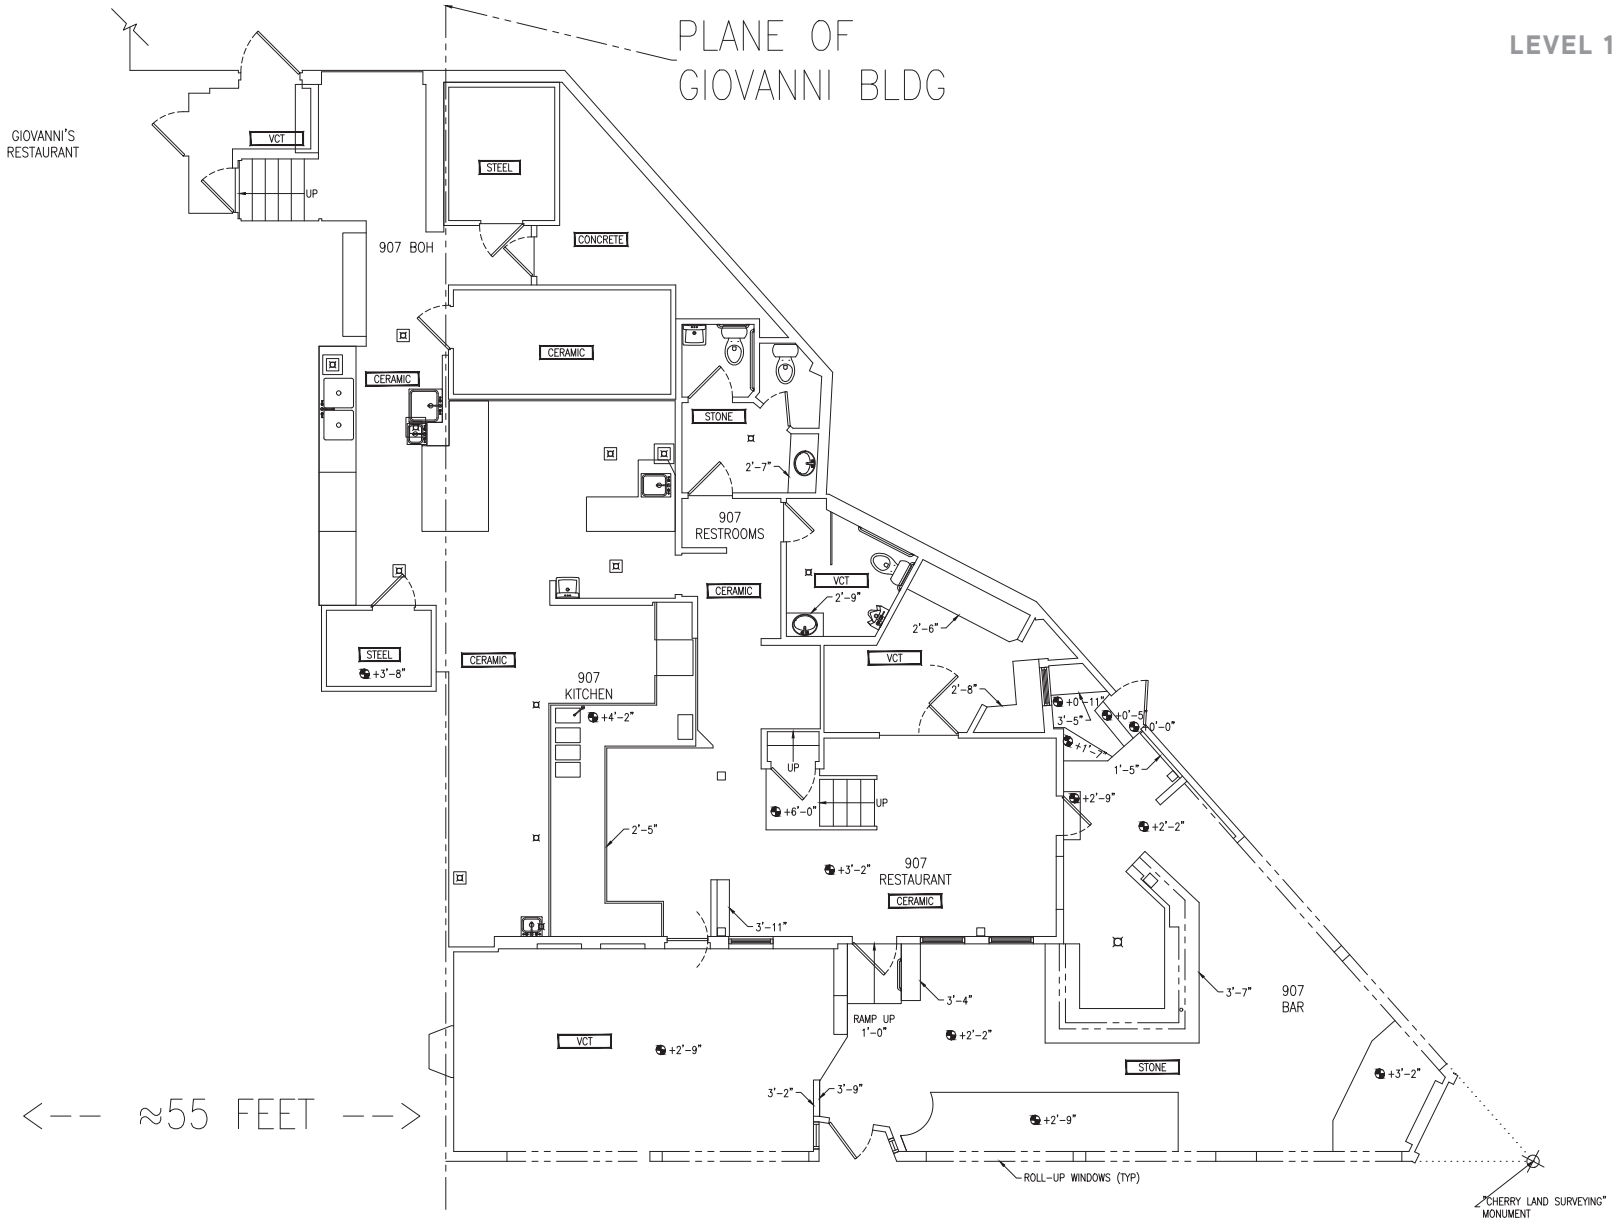 PLANE OF
GIOVANNI BLDG
LEVEL 1
GIOVANNI'S
RESTAURANT
VCT
STEEL
UP
CONCRETE
907 BOH
CERAMIC
CERAMIC
STONE
2'-7"
907
RESTROOMS
VCT
CERAMIC
2'-9"
2'-6"
STEEL
+3'-8"
CERAMIC
VCT
907
KITCHEN
2'-8"
+0'-11"
3'-5"
+0'-5"
+0'-0"
+4'-2"
+1'-7"
UP
1'-5"
+2'-9"
+6'-0"
UP
2'-5"
+2'-2"
+3'-2"
907
RESTAURANT
CERAMIC
3'-11"
3'-4"
3'-7"
907
BAR
RAMP UP
1'-0"
+2'-2"
VCT
+2'-9"
STONE
+3'-2"
3'-2"
3'-9"
≈55 FEET
+2'-9"
ROLL-UP WINDOWS (TYP)
"CHERRY LAND SURVEYING"
MONUMENT